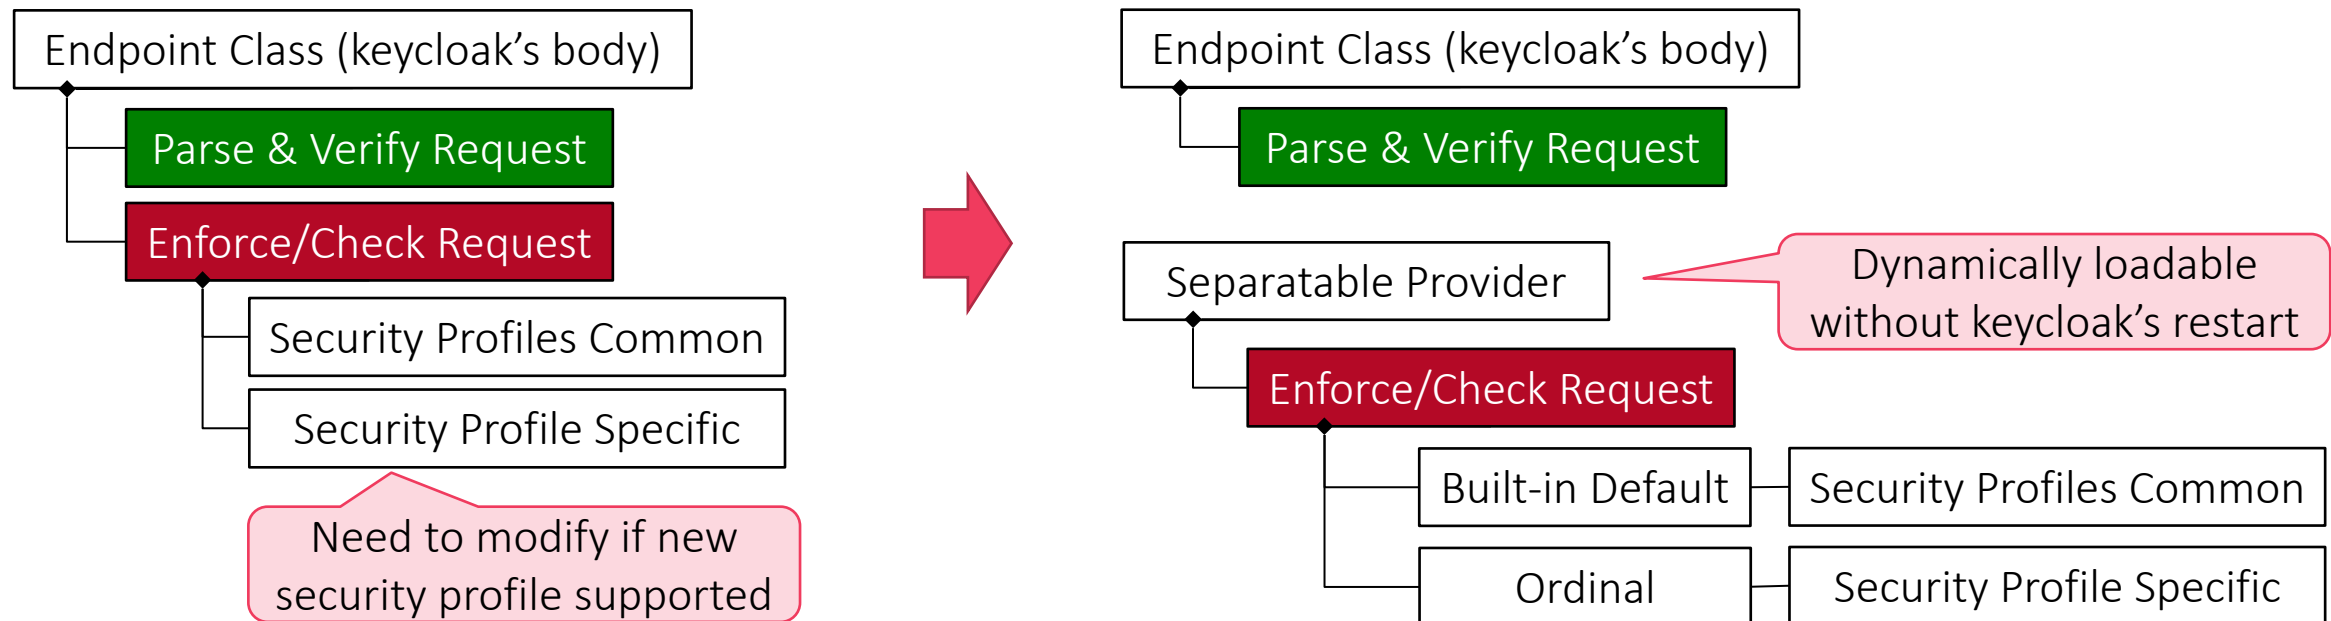 Endpoint Class (keycloak’s body)
Parse & Verify Request
Enforce/Check Request
Security Profiles Common
Security Profile Specific
Need to modify if new
security profile supported
Endpoint Class (keycloak’s body)
Parse & Verify Request
Separatable Provider
Dynamically loadable
without keycloak’s restart
Enforce/Check Request
Built-in Default
Security Profiles Common
Ordinal
Security Profile Specific